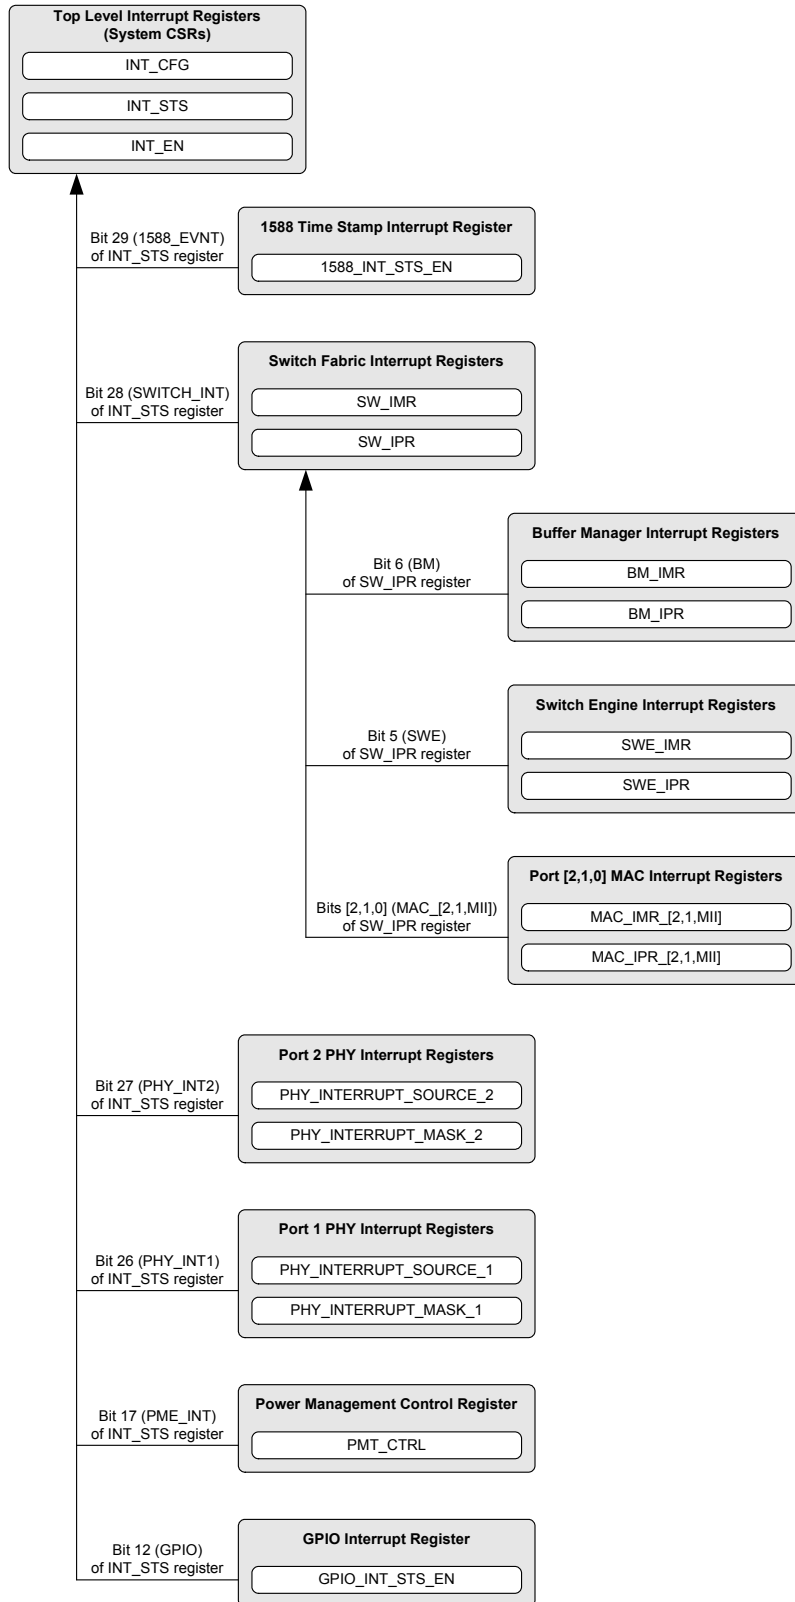 Top Level Interrupt Registers
(System CSRs)
INT_CFG
INT_STS
INT_EN
Bit 29 (1588_EVNT)
of INT_STS register
1588 Time Stamp Interrupt Register
1588_INT_STS_EN
Bit 28 (SWITCH_INT)
of INT_STS register
Switch Fabric Interrupt Registers
SW_IMR
SW_IPR
Bit 6 (BM)
of SW_IPR register
Buffer Manager Interrupt Registers
BM_IMR
BM_IPR
Bit 5 (SWE)
of SW_IPR register
Switch Engine Interrupt Registers
SWE_IMR
SWE_IPR
Bits [2,1,0] (MAC_[2,1,MII])
of SW_IPR register
Port [2,1,0] MAC Interrupt Registers
MAC_IMR_[2,1,MII]
MAC_IPR_[2,1,MII]
Bit 27 (PHY_INT2)
of INT_STS register
Port 2 PHY Interrupt Registers
PHY_INTERRUPT_SOURCE_2
PHY_INTERRUPT_MASK_2
Bit 26 (PHY_INT1)
of INT_STS register
Port 1 PHY Interrupt Registers
PHY_INTERRUPT_SOURCE_1
PHY_INTERRUPT_MASK_1
Bit 17 (PME_INT)
of INT_STS register
Power Management Control Register
PMT_CTRL
Bit 12 (GPIO)
of INT_STS register
GPIO Interrupt Register
GPIO_INT_STS_EN